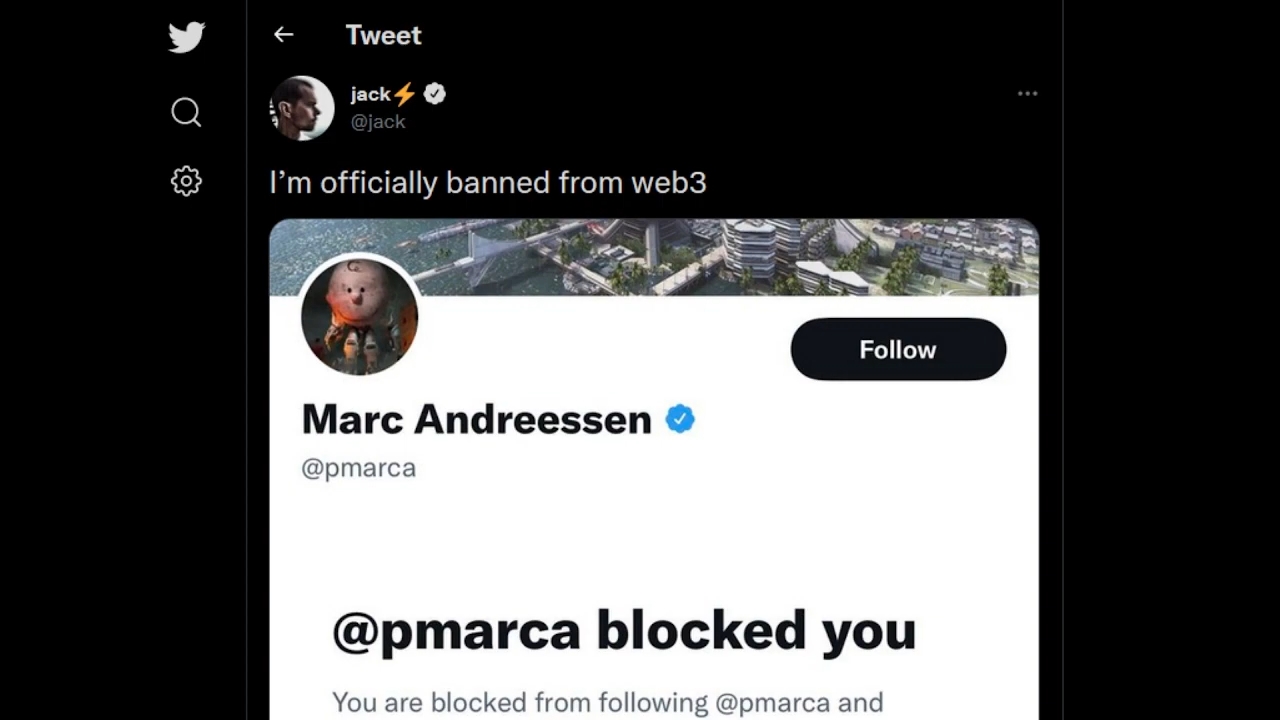 Tweet
jack⚡
@jack
I’m officially banned from web3
Follow
Marc Andreessen
@pmarca
@pmarca blocked you
You are blocked from following @pmarca and